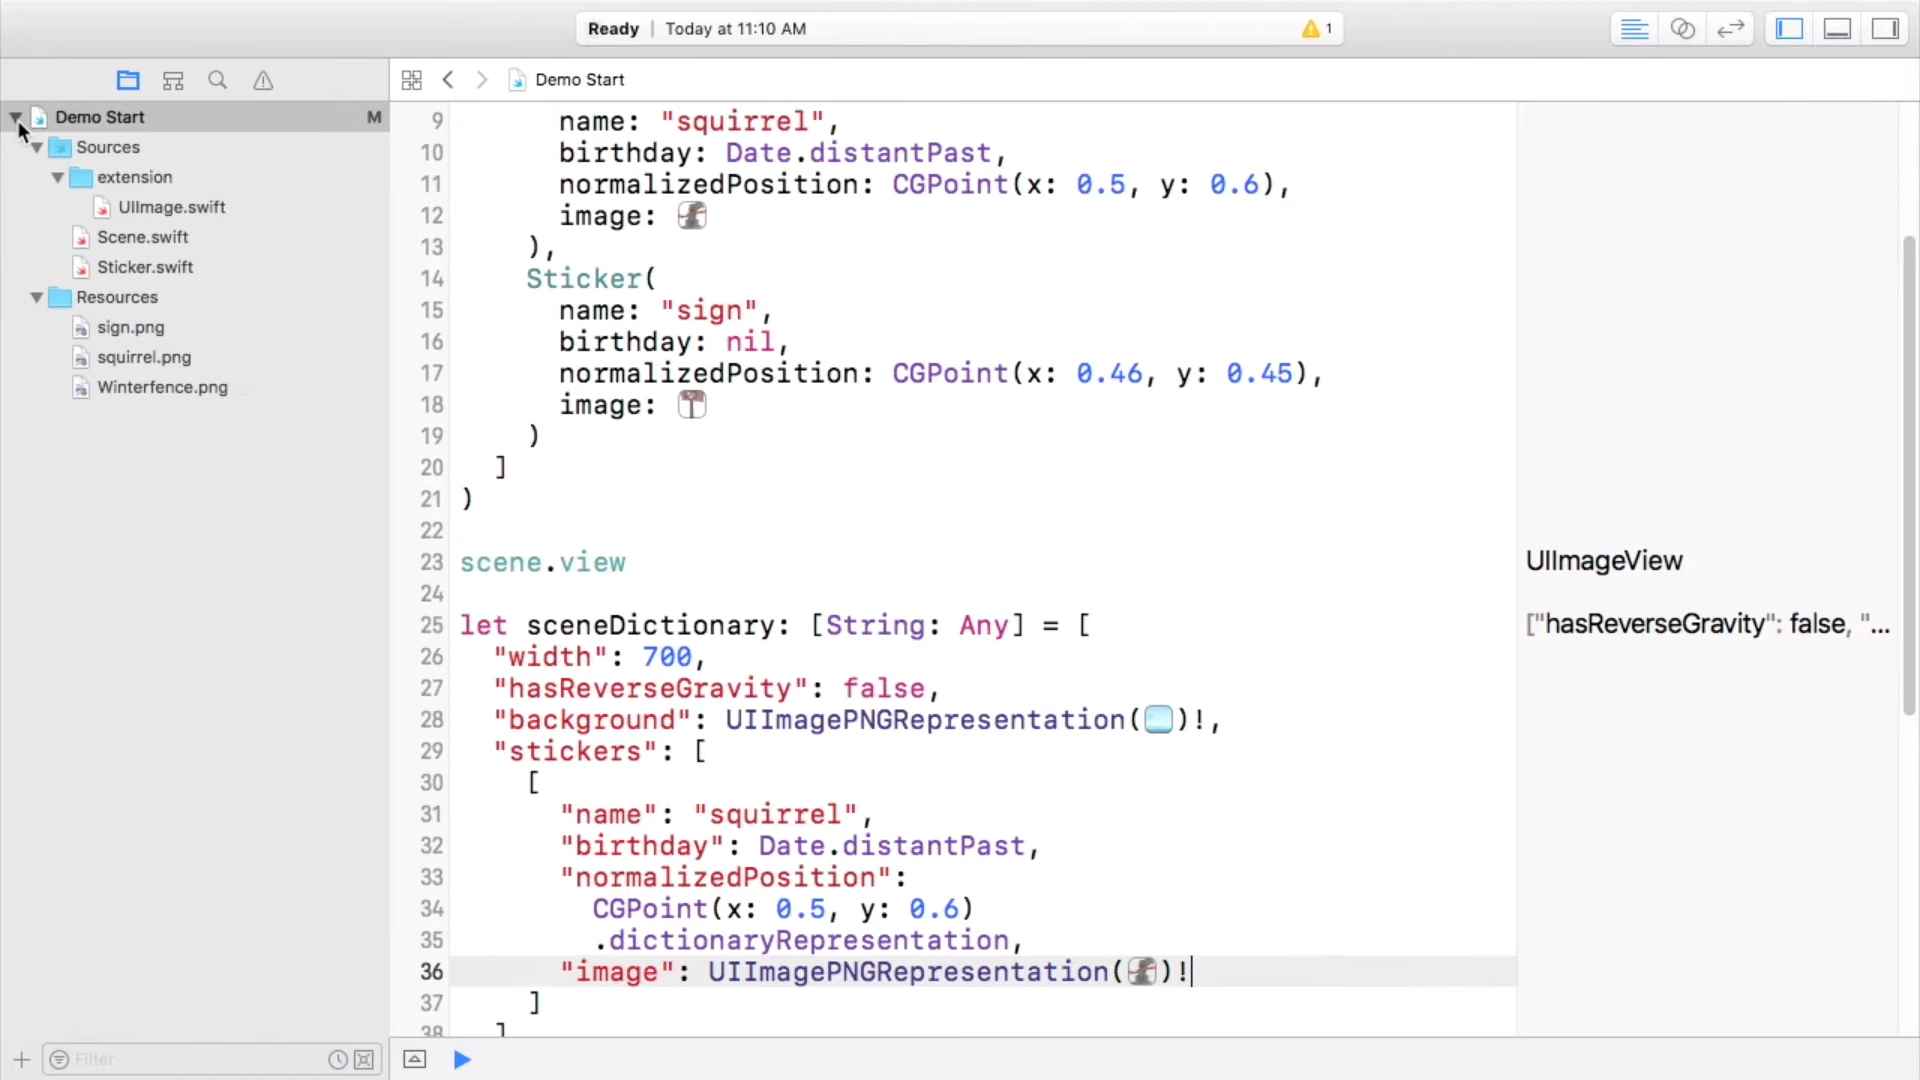 Ready | Today at 11:10 AM
1
Demo Start
Demo Start M
Sources
extension
UIImage.swift
Scene.swift
Sticker.swift
Resources
sign.png
squirrel.png
Winterfence.png
9 name: "squirrel",
10 birthday: Date.distantPast,
11 normalizedPosition: CGPoint(x: 0.5, y: 0.6),
12 image:
13 ),
14 Sticker(
15 name: "sign",
16 birthday: nil,
17 normalizedPosition: CGPoint(x: 0.46, y: 0.45),
18 image:
19 )
20 ]
21 )
22
23 scene.view
24
25 let sceneDictionary: [String: Any] = [
26 "width": 700,
27 "hasReverseGravity": false,
28 "background": UIImagePNGRepresentation( )!,
29 "stickers": [
30 [
31 "name": "squirrel",
32 "birthday": Date.distantPast,
33 "normalizedPosition":
34 CGPoint(x: 0.5, y: 0.6)
35 .dictionaryRepresentation,
36 "image": UIImagePNGRepresentation( )!
37 ]
38 ]
UIImageView
["hasReverseGravity": false, "...
Filter